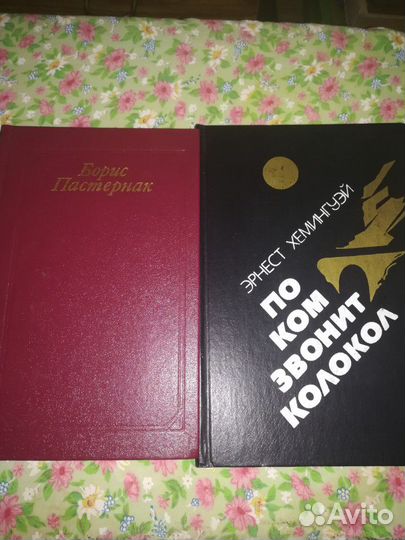 Борис
Пастернак
ЭРНЕСТ ХЕМИНГУЭЙ
ПО
КОМ
ЗВОНИТ
КОЛОКОЛ
Avito